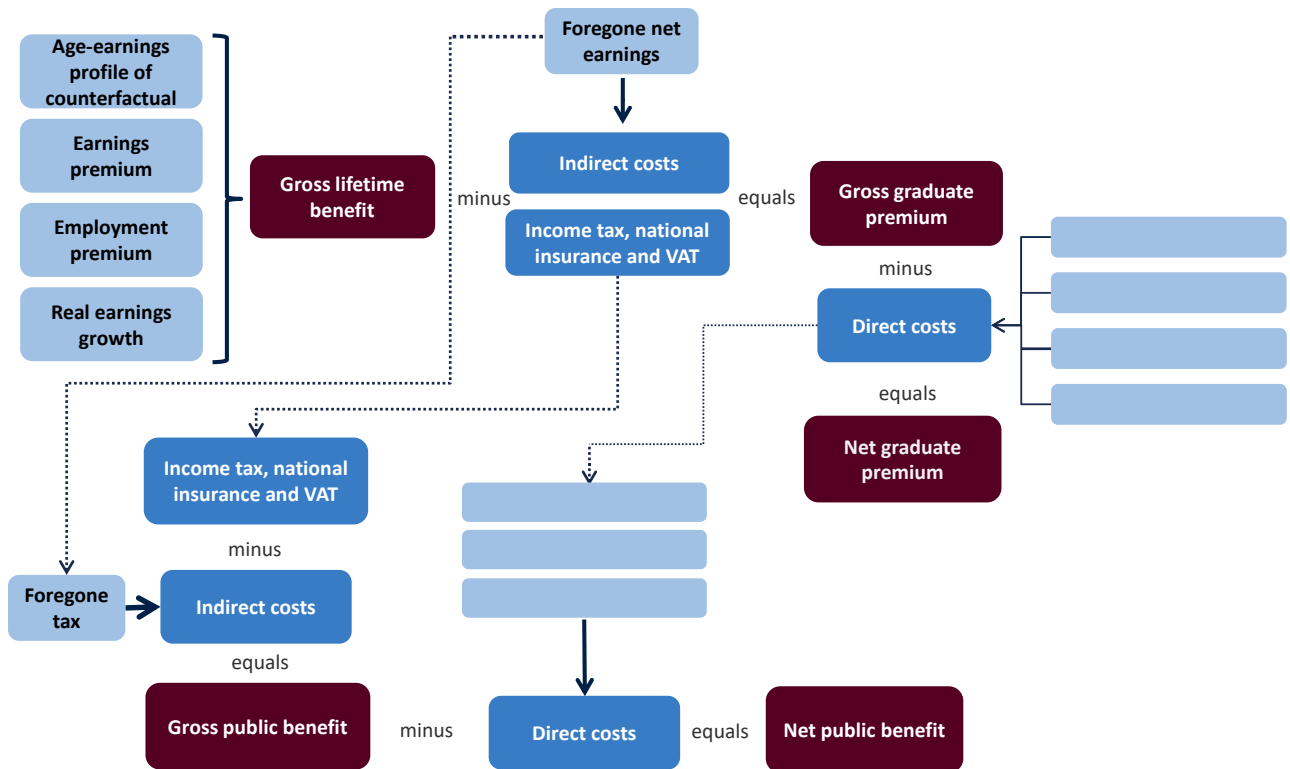 Age-earnings
profile of
counterfactual
Earnings
premium
Employment
premium
Real earnings
growth
Gross lifetime
benefit
minus
Foregone net
earnings
Indirect costs
Income tax, national
insurance and VAT
equals
Gross graduate
premium
minus
Direct costs
equals
Net graduate
premium
Income tax, national
insurance and VAT
minus
Foregone
tax
Indirect costs
equals
Gross public benefit
minus
Direct costs
equals
Net public benefit